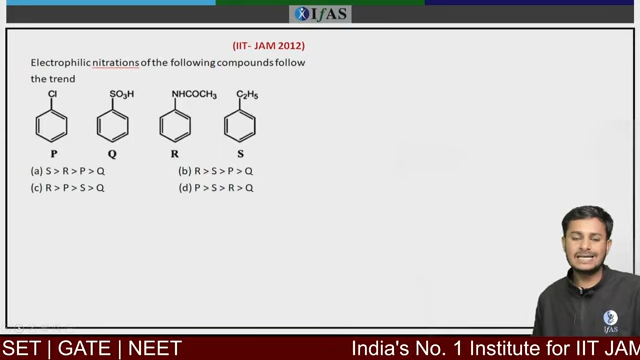 IfAS
(IIT- JAM 2012)
Electrophilic nitrations of the following compounds follow
the trend
Cl SO₃H NHCOCH₃ C₂H₅
P Q R S
(a) S > R > P > Q (b) R > S > P > Q
(c) R > P > S > Q (d) P > S > R > Q
IfAS
SET | GATE | NEET India's No. 1 Institute for IIT JAM